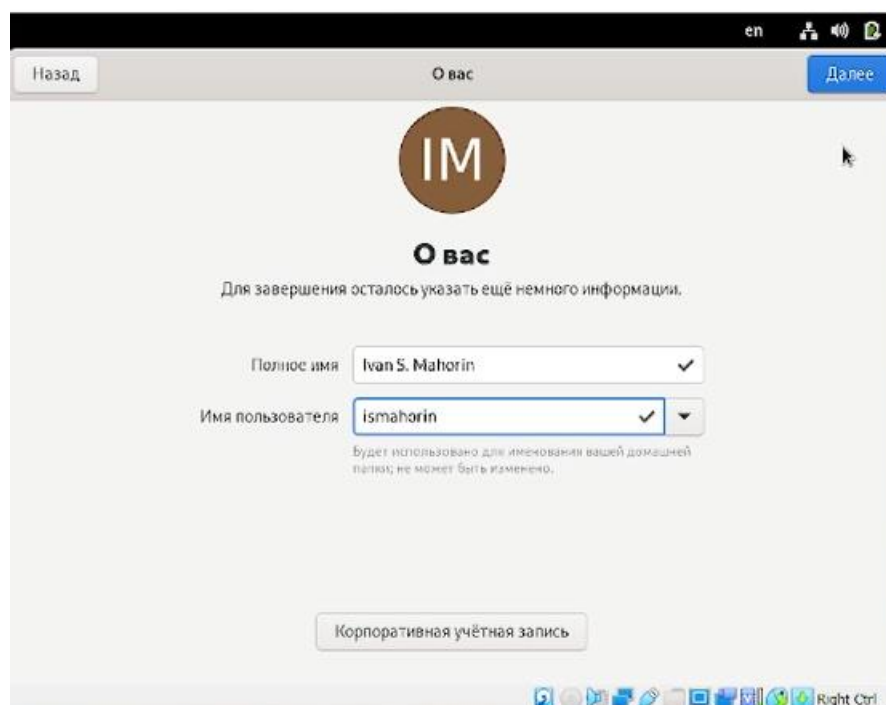 en
Назад
О вас
Далее
IM
О вас
Для завершения осталось указать ещё немного информации.
Полное имя Ivan S. Mahorin
Имя пользователя ismahorin
Будет использовано для именования вашей домашней
папки; не может быть изменено.
Корпоративная учётная запись
Right Ctrl